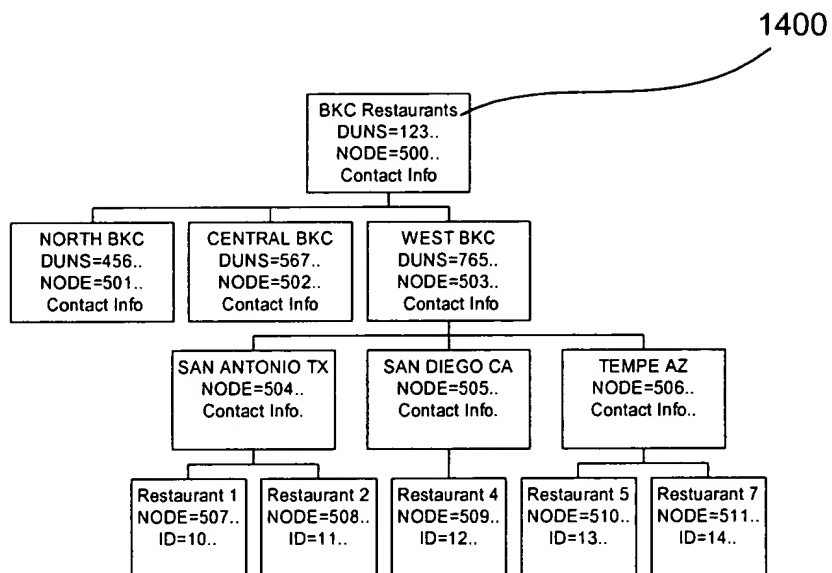 1400
BKC Restaurants
DUNS=123..
NODE=500..
Contact Info
NORTH BKC
DUNS=456..
NODE=501..
Contact Info
CENTRAL BKC
DUNS=567..
NODE=502..
Contact Info
WEST BKC
DUNS=765..
NODE=503..
Contact Info
SAN ANTONIO TX
NODE=504..
Contact Info.
SAN DIEGO CA
NODE=505..
Contact Info.
TEMPE AZ
NODE=506..
Contact Info..
Restaurant 1
NODE=507..
ID=10..
Restaurant 2
NODE=508..
ID=11..
Restaurant 4
NODE=509..
ID=12..
Restaurant 5
NODE=510..
ID=13..
Restuarant 7
NODE=511..
ID=14..